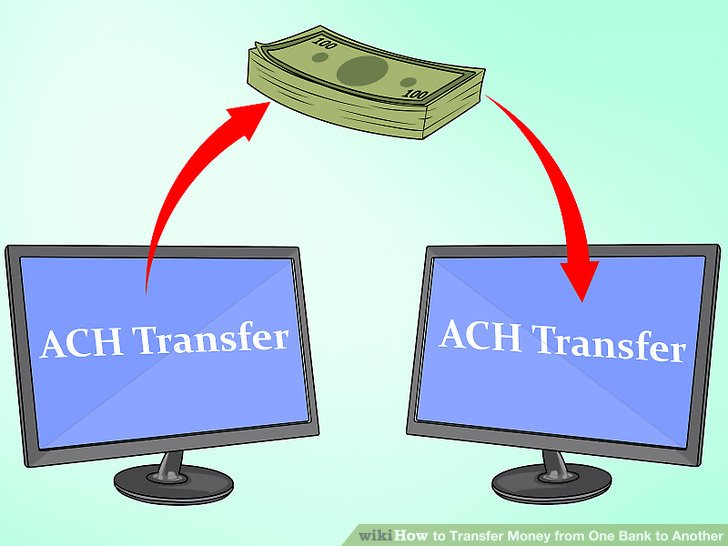 100
100
ACH Transfer
ACH Transfer
wikiHow to Transfer Money from One Bank to Another